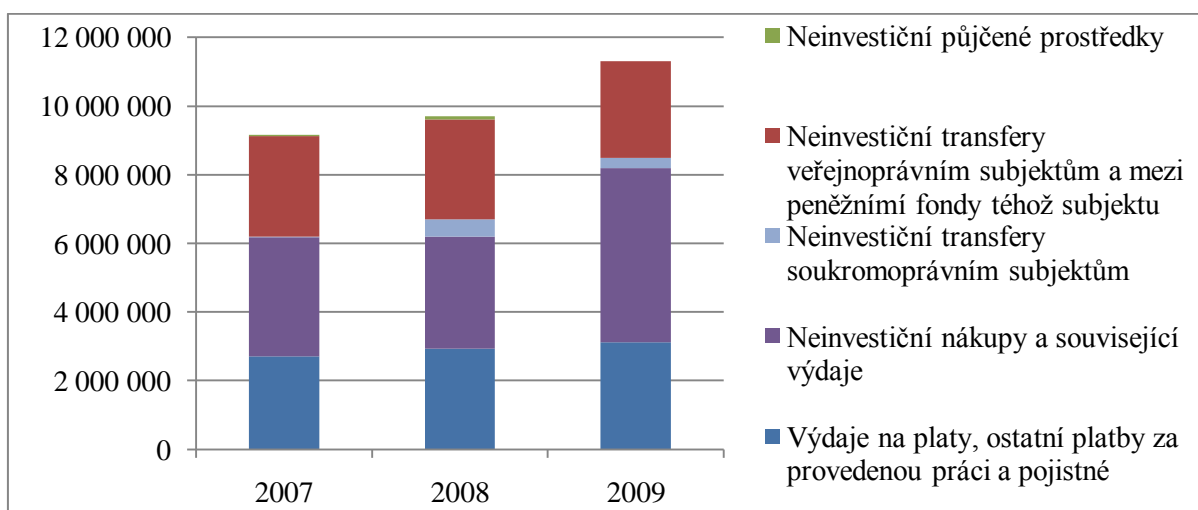 12 000 000
10 000 000
8 000 000
6 000 000
4 000 000
2 000 000
0
2007
2008
2009
Neinvestiční půjčené prostředky
Neinvestiční transfery
veřejnoprávním subjektům a mezi
peněžnímí fondy téhož subjektu
Neinvestiční transfery
soukromoprávním subjektům
Neinvestiční nákupy a související
výdaje
Výdaje na platy, ostatní platby za
provedenou práci a pojistné